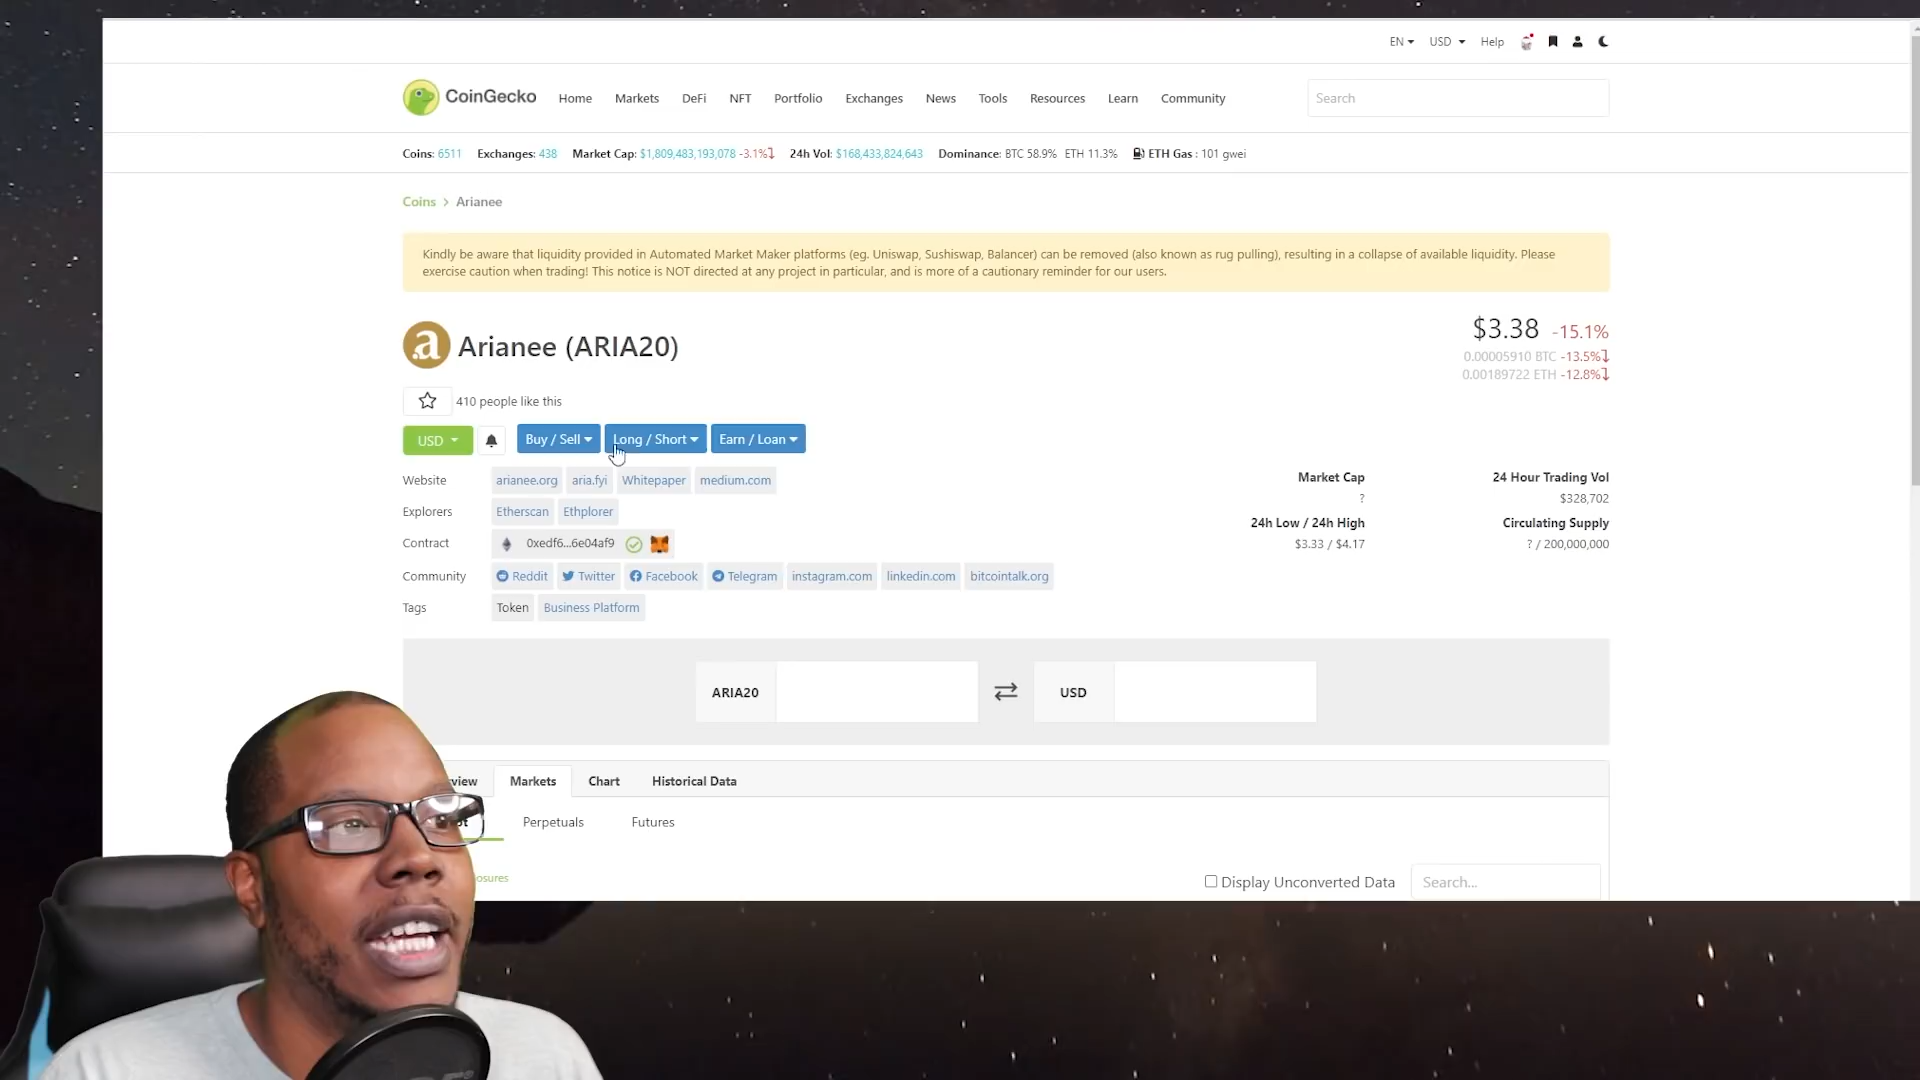 EN USD Help
CoinGecko Home Markets DeFi NFT Portfolio Exchanges News Tools Resources Learn Community Search
Coins: 6511 Exchanges: 438 Market Cap: $1,809,483,193,078 -3.1% 24h Vol: $168,433,824,643 Dominance: BTC 58.9% ETH 11.3% ETH Gas : 101 gwei
Coins > Arianee
Kindly be aware that liquidity provided in Automated Market Maker platforms (eg. Uniswap, Sushiswap, Balancer) can be removed (also known as rug pulling), resulting in a collapse of available liquidity. Please
exercise caution when trading! This notice is NOT directed at any project in particular, and is more of a cautionary reminder for our users.
a Arianee (ARIA20)
$3.38 -15.1%
0.00005910 BTC -13.5%
0.00189722 ETH -12.8%
410 people like this
USD Buy / Sell Long / Short Earn / Loan
Website arianee.org aria.fyi Whitepaper medium.com
Explorers Etherscan Ethplorer
Contract 0xedf6...6e04af9
Community Reddit Twitter Facebook Telegram instagram.com linkedin.com bitcointalk.org
Tags Token Business Platform
Market Cap 24 Hour Trading Vol
? $328,702
24h Low / 24h High Circulating Supply
$3.33 / $4.17 ? / 200,000,000
ARIA20 USD
Markets Chart Historical Data
Perpetuals Futures
Display Unconverted Data Search...